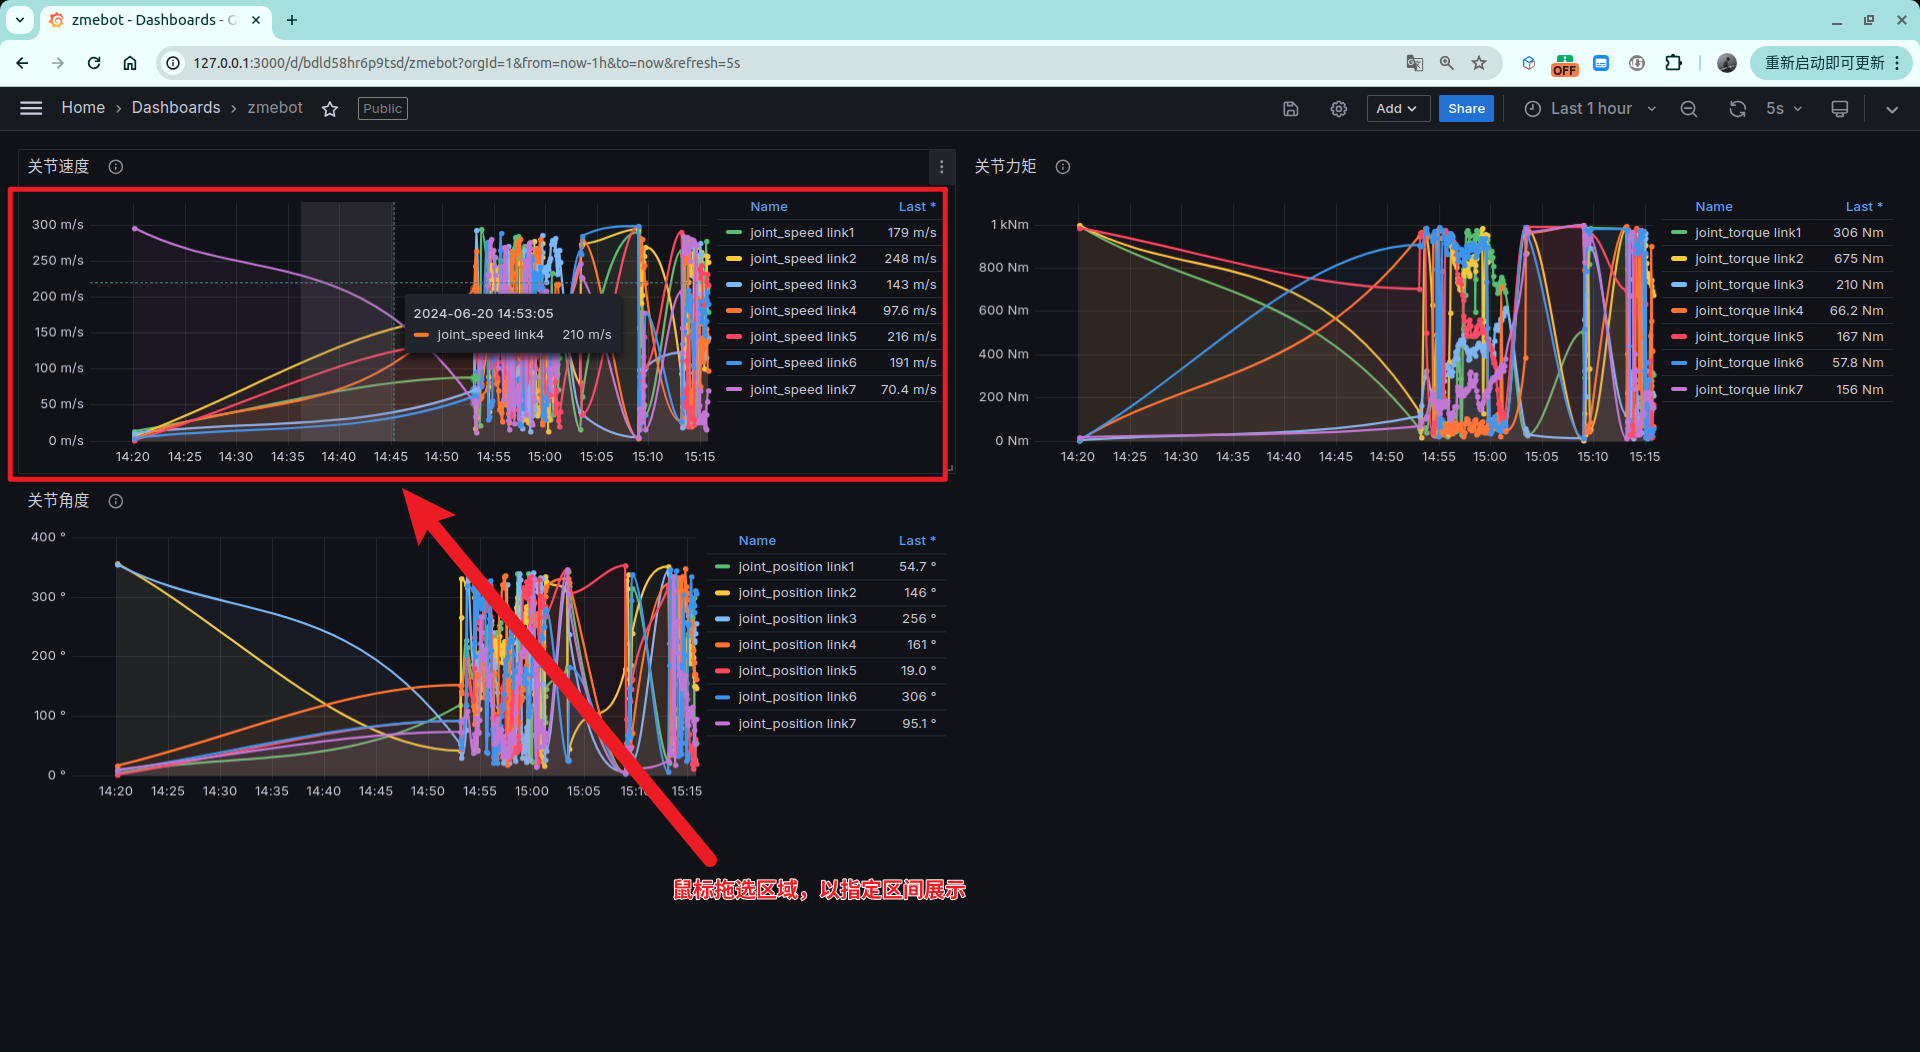 zmebot - Dashboards - G
127.0.0.1:3000/d/bdld58hr6p9tsd/zmebot?orgId=1&from=now-1h&to=now&refresh=5s
OFF
重新启动即可更新
Home › Dashboards › zmebot
Public
Add
Share
Last 1 hour
5s
关节速度
300 m/s
250 m/s
200 m/s
150 m/s
100 m/s
50 m/s
0 m/s
14:20 14:25 14:30 14:35 14:40 14:45 14:50 14:55 15:00 15:05 15:10 15:15
2024-06-20 14:53:05
joint_speed link4 210 m/s
Name Last *
joint_speed link1 179 m/s
joint_speed link2 248 m/s
joint_speed link3 143 m/s
joint_speed link4 97.6 m/s
joint_speed link5 216 m/s
joint_speed link6 191 m/s
joint_speed link7 70.4 m/s
关节力矩
1 kNm
800 Nm
600 Nm
400 Nm
200 Nm
0 Nm
14:20 14:25 14:30 14:35 14:40 14:45 14:50 14:55 15:00 15:05 15:10 15:15
Name Last *
joint_torque link1 306 Nm
joint_torque link2 675 Nm
joint_torque link3 210 Nm
joint_torque link4 66.2 Nm
joint_torque link5 167 Nm
joint_torque link6 57.8 Nm
joint_torque link7 156 Nm
关节角度
400 °
300 °
200 °
100 °
0 °
14:20 14:25 14:30 14:35 14:40 14:45 14:50 14:55 15:00 15:05 15:15
Name Last *
joint_position link1 54.7 °
joint_position link2 146 °
joint_position link3 256 °
joint_position link4 161 °
joint_position link5 19.0 °
joint_position link6 306 °
joint_position link7 95.1 °
鼠标拖选区域，以指定区间展示